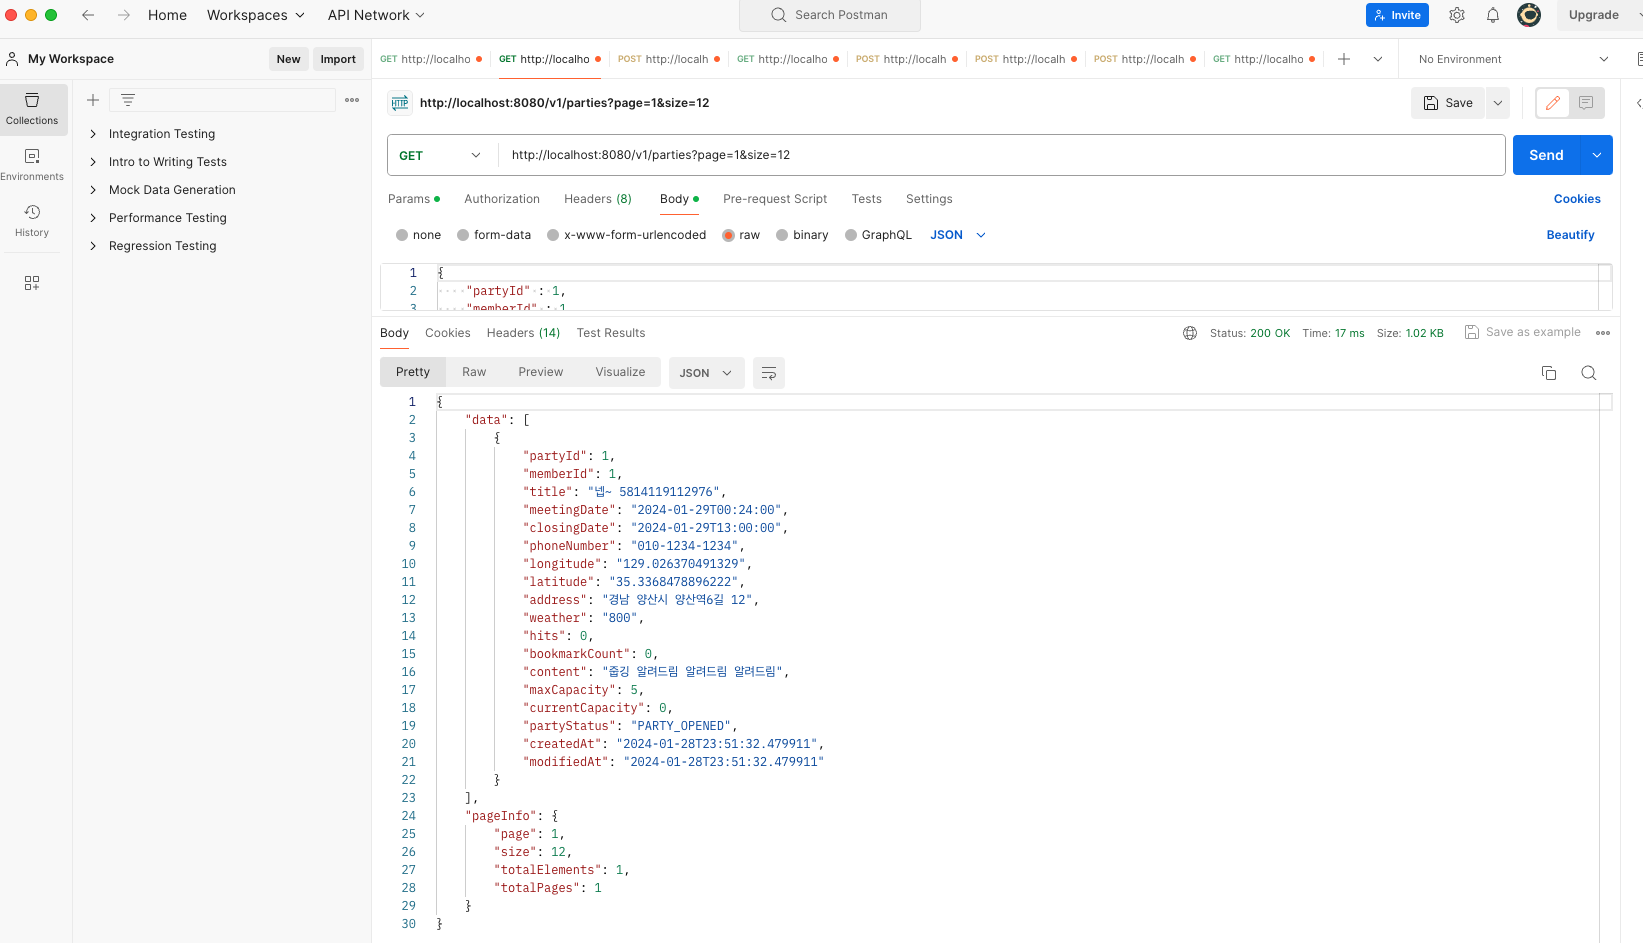 Home Workspaces API Network Search Postman Invite Upgrade
My Workspace New Import GET http://localho GET http://localho POST http://localh GET http://localho POST http://localh POST http://localh POST http://localh GET http://localho No Environment
HTTP http://localhost:8080/v1/parties?page=1&size=12 Save
Collections
Environments
History
Integration Testing
Intro to Writing Tests
Mock Data Generation
Performance Testing
Regression Testing
GET http://localhost:8080/v1/parties?page=1&size=12 Send
Params Authorization Headers (8) Body Pre-request Script Tests Settings Cookies
none form-data x-www-form-urlencoded raw binary GraphQL JSON Beautify
1 {
2 "partyId" : 1,
3 "memberId" : 1
Body Cookies Headers (14) Test Results Status: 200 OK Time: 17 ms Size: 1.02 KB Save as example
Pretty Raw Preview Visualize JSON
1 {
2 "data": [
3 {
4 "partyId": 1,
5 "memberId": 1,
6 "title": "넵~ 5814119112976",
7 "meetingDate": "2024-01-29T00:24:00",
8 "closingDate": "2024-01-29T13:00:00",
9 "phoneNumber": "010-1234-1234",
10 "longitude": "129.026370491329",
11 "latitude": "35.3368478896222",
12 "address": "경남 양산시 양산역6길 12",
13 "weather": "800",
14 "hits": 0,
15 "bookmarkCount": 0,
16 "content": "줍깅 알려드림 알려드림 알려드림",
17 "maxCapacity": 5,
18 "currentCapacity": 0,
19 "partyStatus": "PARTY_OPENED",
20 "createdAt": "2024-01-28T23:51:32.479911",
21 "modifiedAt": "2024-01-28T23:51:32.479911"
22 }
23 ],
24 "pageInfo": {
25 "page": 1,
26 "size": 12,
27 "totalElements": 1,
28 "totalPages": 1
29 }
30 }